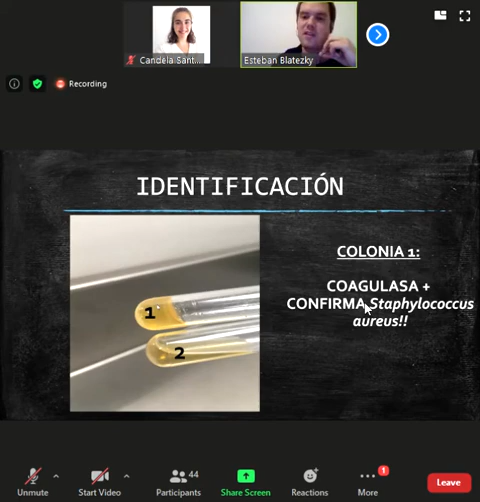 Candela Sant...
Esteban Blatezky
Recording
IDENTIFICACIÓN
COLONIA 1:
COAGULASA +
CONFIRMA Staphylococcus
aureus!!
1
2
44
1
Unmute
Start Video
Participants
Share Screen
Reactions
More
Leave